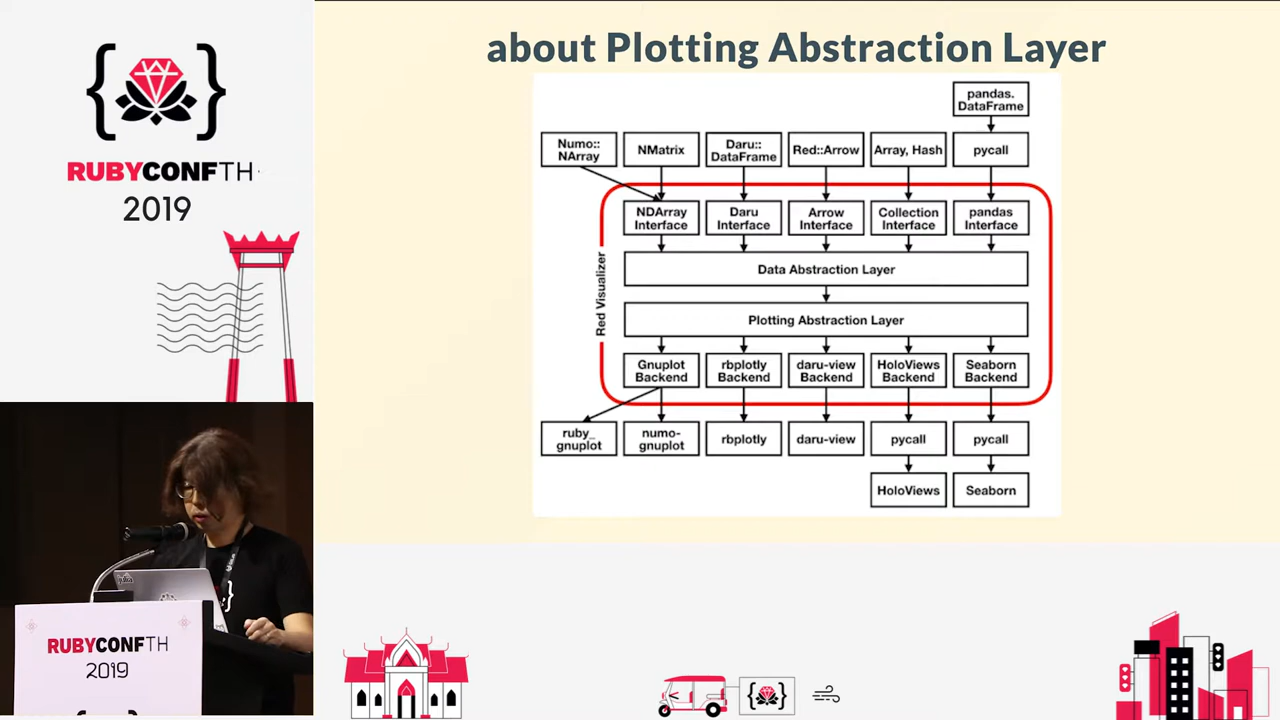 RUBYCONFTH
2019
about Plotting Abstraction Layer
pandas.
DataFrame
Numo::
NArray
NMatrix
Daru::
DataFrame
Red::Arrow
Array, Hash
pycall
NDArray
Interface
Daru
Interface
Arrow
Interface
Collection
Interface
pandas
Interface
Red Visualizer
Data Abstraction Layer
Plotting Abstraction Layer
Gnuplot
Backend
rbplotly
Backend
daru-view
Backend
HoloViews
Backend
Seaborn
Backend
ruby_
gnuplot
numo-
gnuplot
rbplotly
daru-view
pycall
pycall
HoloViews
Seaborn
julia
RUBYCONFTH
2019